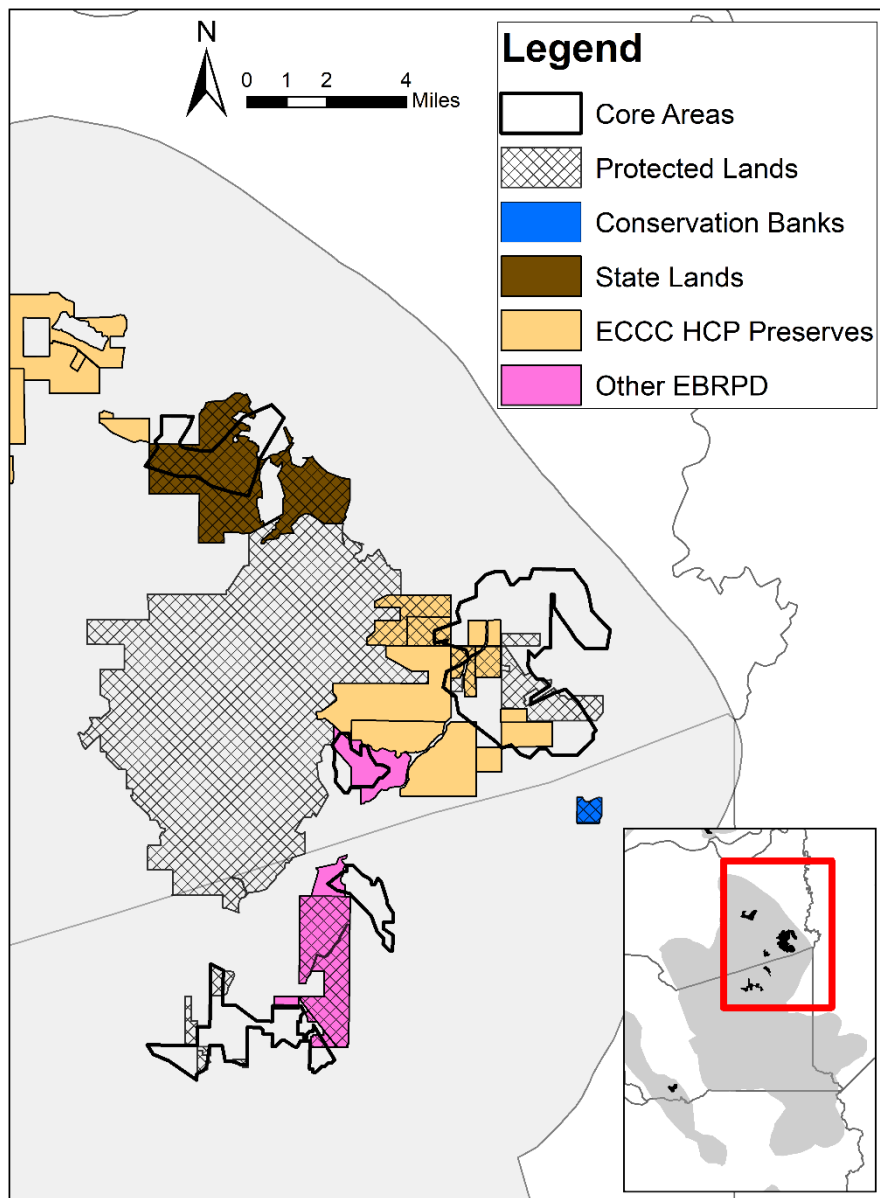 N
0 1 2 4
Miles
Legend
Core Areas
Protected Lands
Conservation Banks
State Lands
ECCC HCP Preserves
Other EBRPD